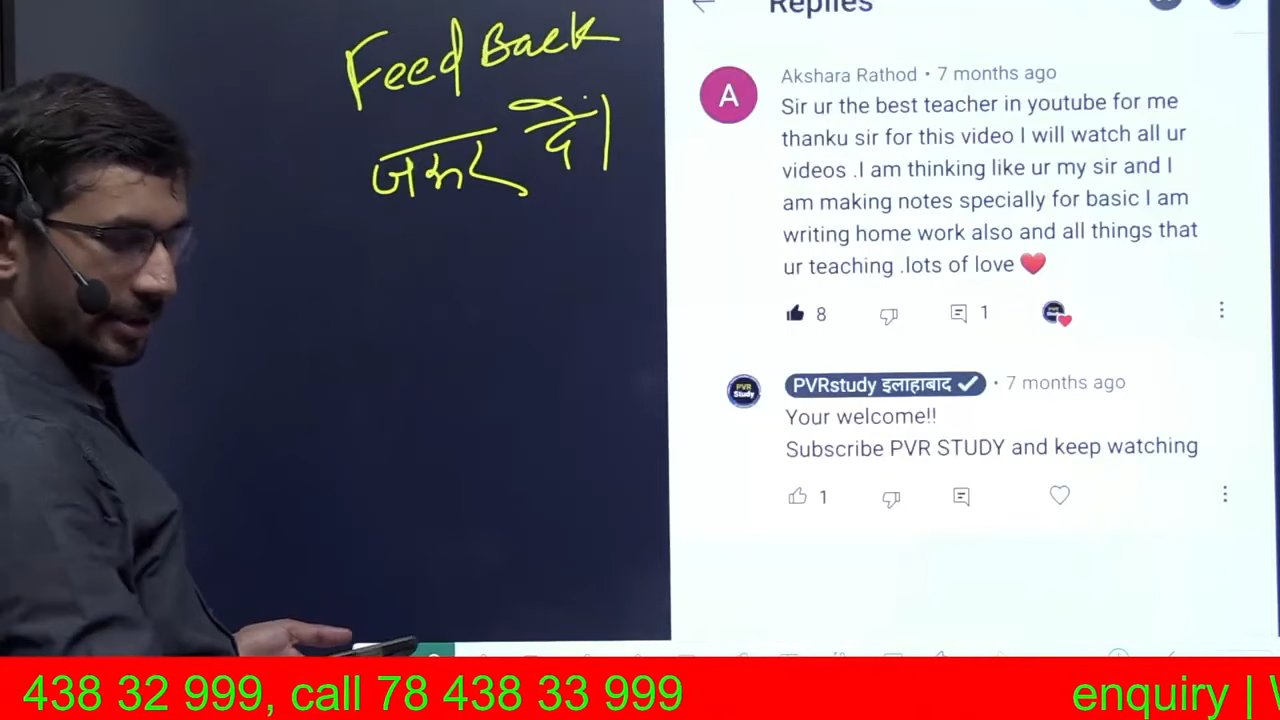 FeedBack
जरूर दें।
Replies
A
Akshara Rathod • 7 months ago
Sir ur the best teacher in youtube for me
thanku sir for this video I will watch all ur
videos .I am thinking like ur my sir and I
am making notes specially for basic I am
writing home work also and all things that
ur teaching .lots of love ❤️
8
1
PVR Study
PVRstudy इलाहाबाद ✔ • 7 months ago
Your welcome!!
Subscribe PVR STUDY and keep watching
1
438 32 999, call 78 438 33 999
enquiry |